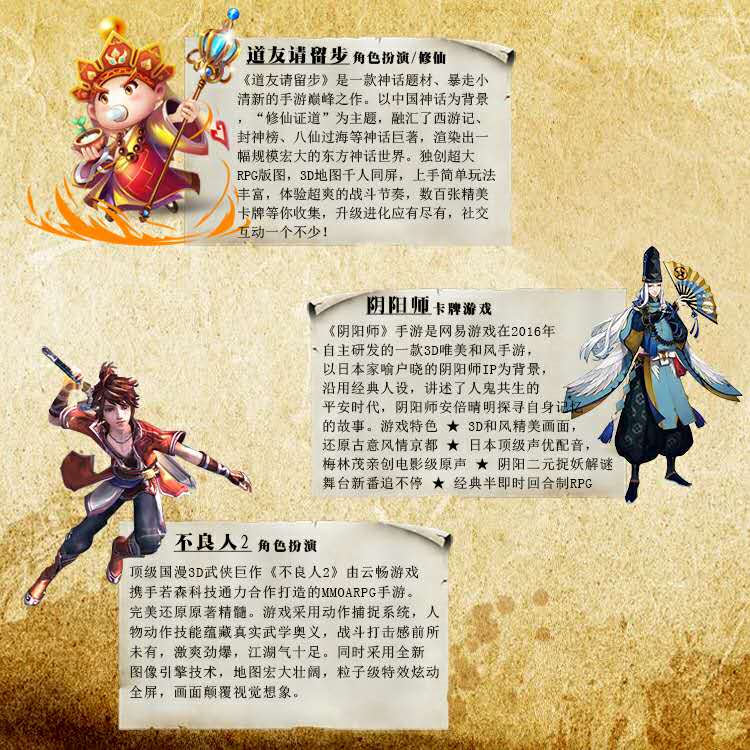 道友请留步 角色扮演/修仙
《道友请留步》是一款神话题材、暴走小
清新的手游巅峰之作。以中国神话为背景
，“修仙证道”为主题，融汇了西游记、
封神榜、八仙过海等神话巨著，渲染出一
幅规模宏大的东方神话世界。独创超大
RPG版图，3D地图千人同屏，上手简单玩法
丰富，体验超爽的战斗节奏，数百张精美
卡牌等你收集，升级进化应有尽有，社交
互动一个不少！
阴阳师 卡牌游戏
《阴阳师》手游是网易游戏在2016年
自主研发的一款3D唯美和风手游，
以日本家喻户晓的阴阳师IP为背景，
沿用经典人设，讲述了人鬼共生的
平安时代，阴阳师安倍晴明探寻自身记忆
的故事。游戏特色 ★ 3D和风精美画面，
还原古意风情京都 ★ 日本顶级声优配音，
梅林茂亲创电影级原声 ★ 阴阳二元捉妖解谜
舞台新番追不停 ★ 经典半即时回合制RPG
不良人2 角色扮演
顶级国漫3D武侠巨作《不良人2》由云畅游戏
携手若森科技通力合作打造的MMOARPG手游。
完美还原原著精髓。游戏采用动作捕捉系统，人
物动作技能蕴藏真实武学奥义，战斗打击感前所
未有，激爽劲爆，江湖气十足。同时采用全新
图像引擎技术，地图宏大壮阔，粒子级特效炫动
全屏，画面颠覆视觉想象。